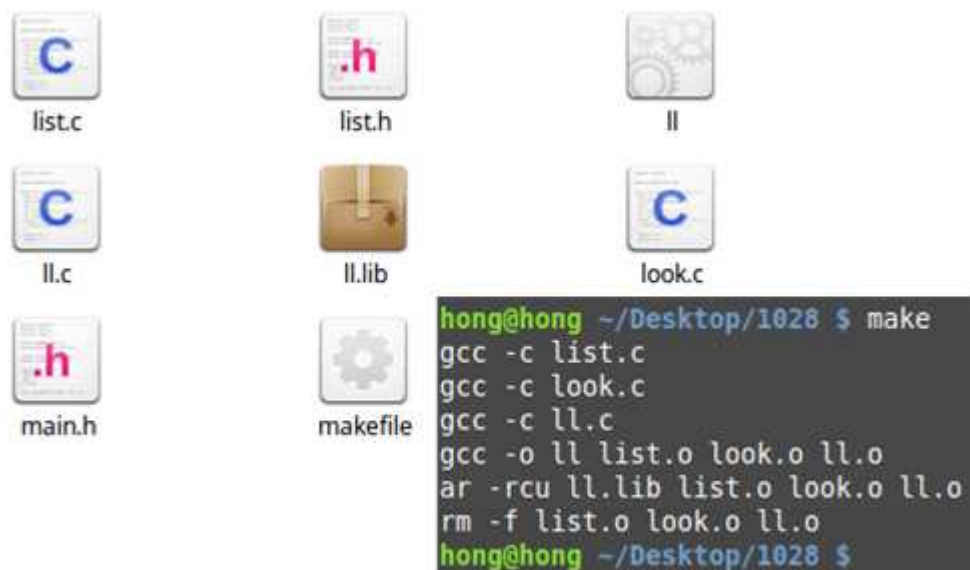 C
.h
list.c
list.h
ll
C
C
ll.c
ll.lib
look.c
.h
main.h
makefile
hong@hong ~/Desktop/1028 $ make
gcc -c list.c
gcc -c look.c
gcc -c ll.c
gcc -o ll list.o look.o ll.o
ar -rcu ll.lib list.o look.o ll.o
rm -f list.o look.o ll.o
hong@hong ~/Desktop/1028 $